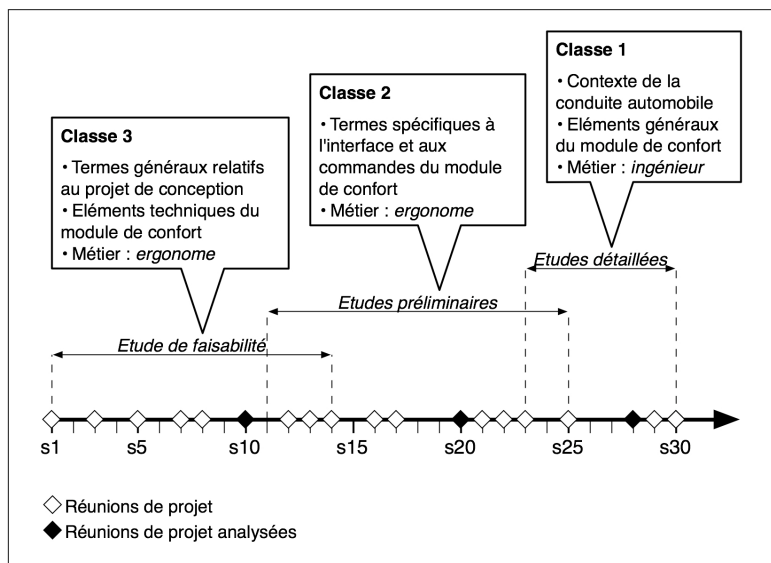 Classe 1
• Contexte de la
conduite automobile
• Eléments généraux
du module de confort
• Métier : ingénieur
Classe 2
• Termes spécifiques à
l'interface et aux
commandes du module
de confort
• Métier : ergonome
Classe 3
• Termes généraux relatifs
au projet de conception
• Eléments techniques du
module de confort
• Métier : ergonome
Etudes détaillées
Etudes préliminaires
Etude de faisabilité
s1 s5 s10 s15 s20 s25 s30
Réunions de projet
Réunions de projet analysées